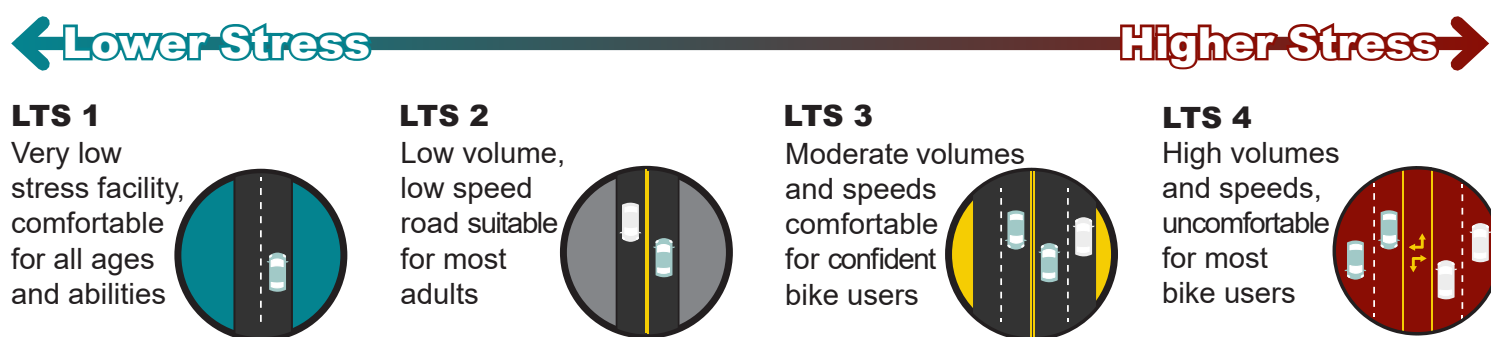 Lower Stress
Higher Stress
LTS 1
Very low
stress facility,
comfortable
for all ages
and abilities
LTS 2
Low volume,
low speed
road suitable
for most
adults
LTS 3
Moderate volumes
and speeds
comfortable
for confident
bike users
LTS 4
High volumes
and speeds,
uncomfortable
for most
bike users